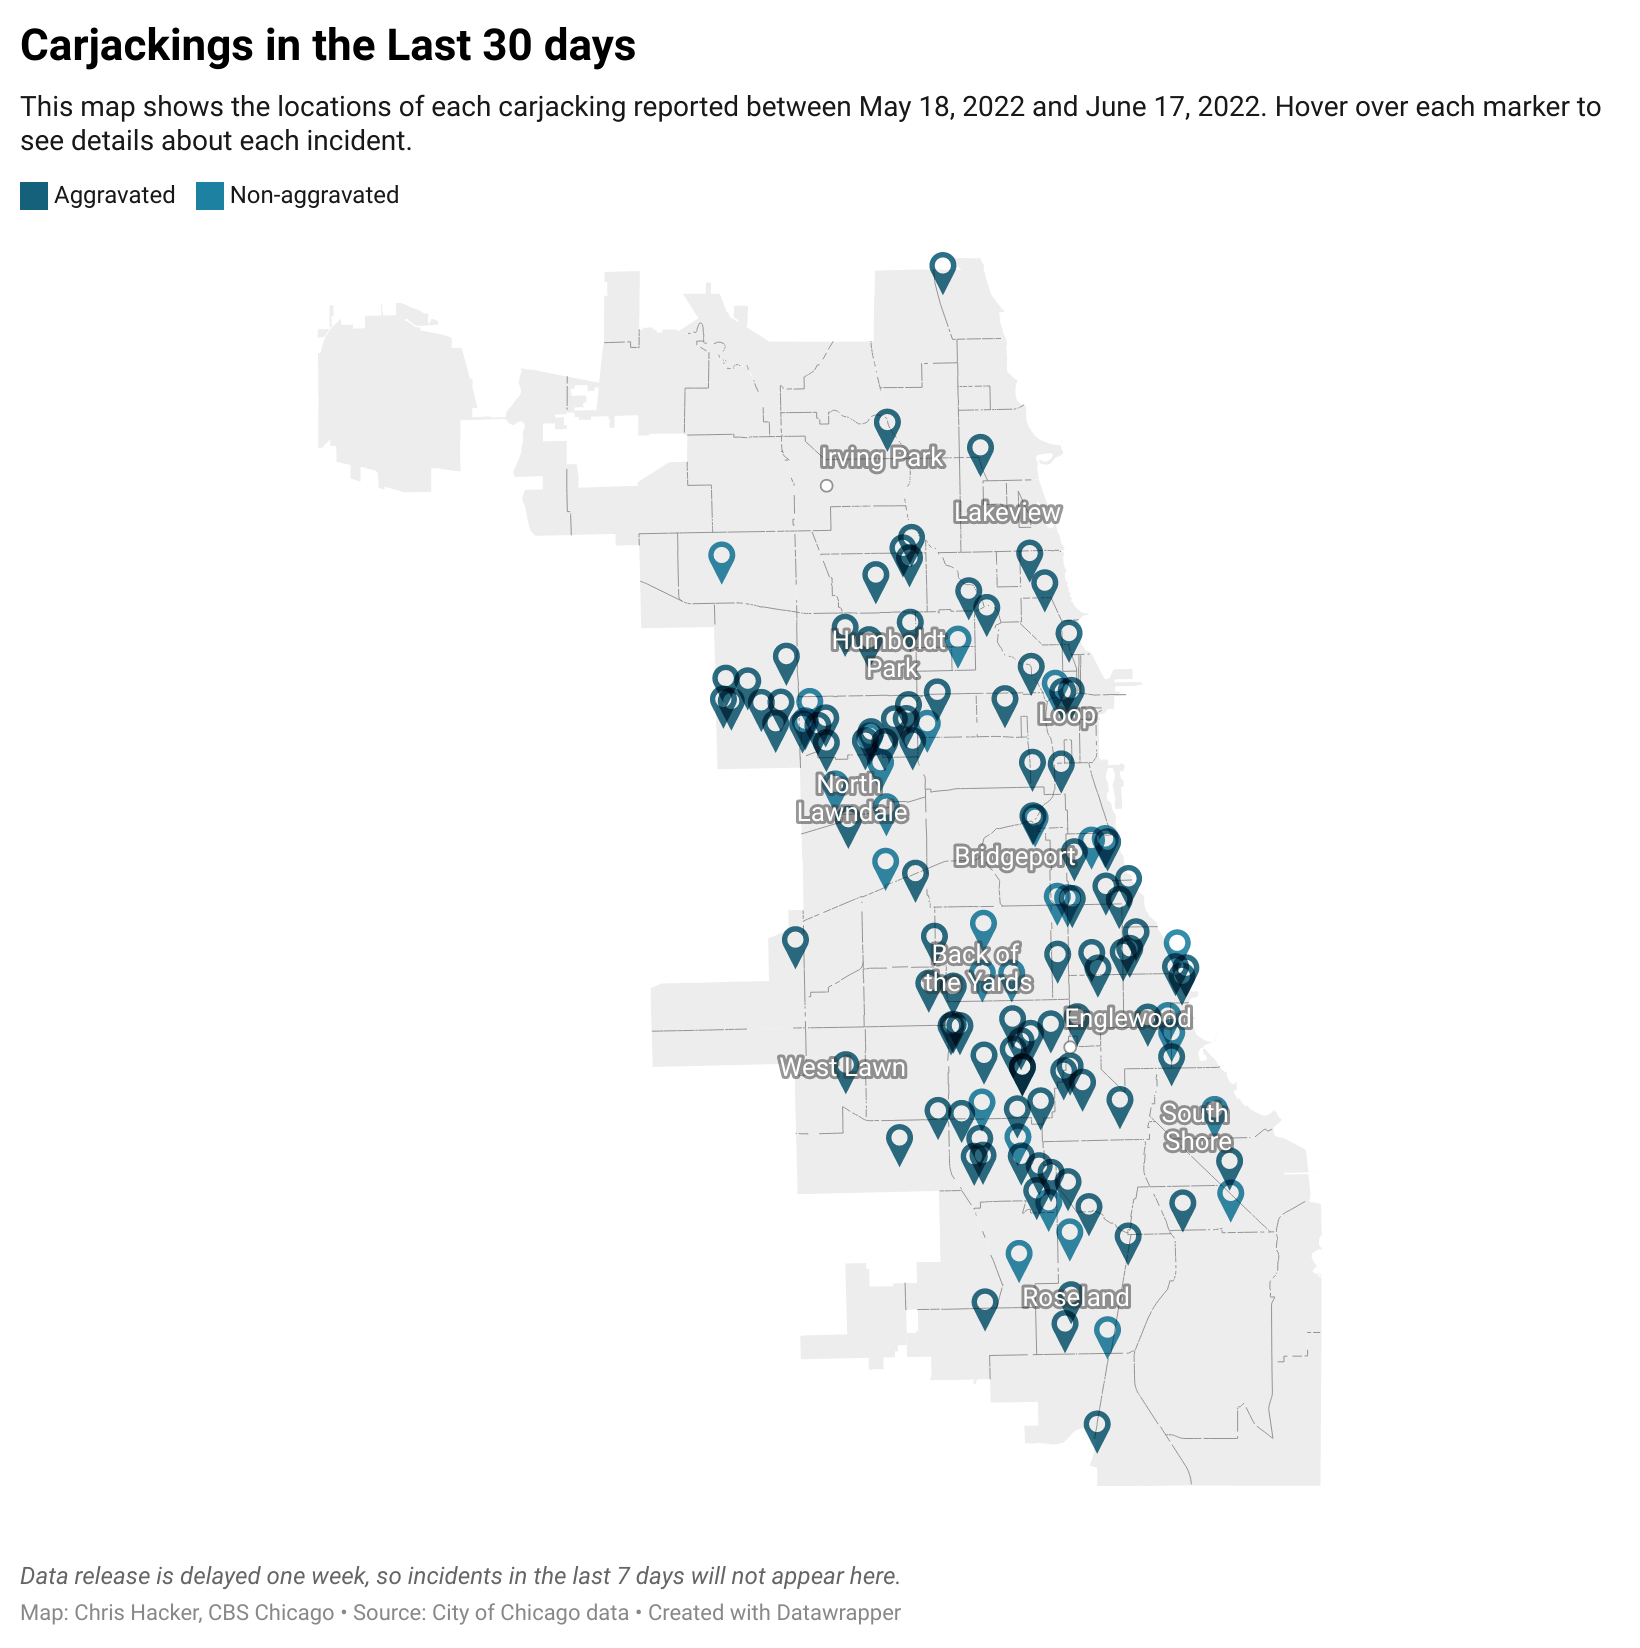 Carjackings in the Last 30 days
This map shows the locations of each carjacking reported between May 18, 2022 and June 17, 2022. Hover over each marker to
see details about each incident.
Aggravated Non-aggravated
Irving Park
Lakeview
Humboldt
Park
Loop
North
Lawndale
Bridgeport
Back of
the Yards
Englewood
West Lawn
South
Shore
Roseland
Data release is delayed one week, so incidents in the last 7 days will not appear here.
Map: Chris Hacker, CBS Chicago • Source: City of Chicago data • Created with Datawrapper